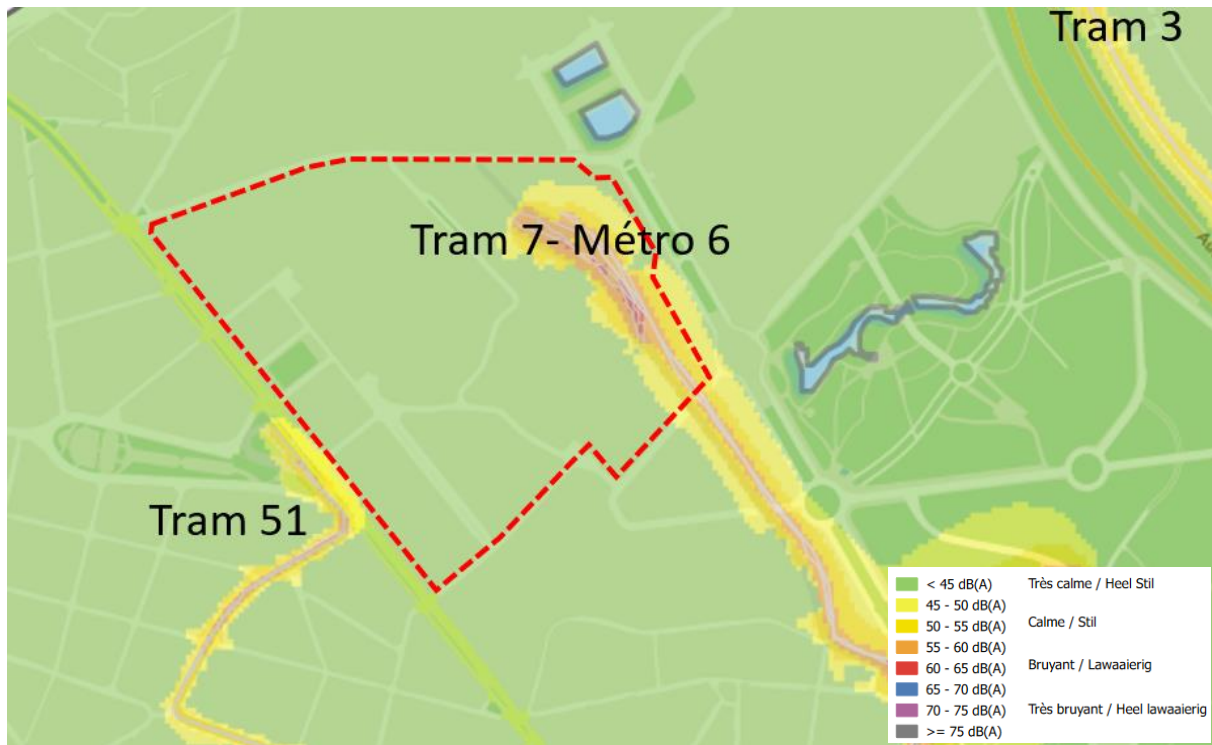 Tram 3
Tram 7- Métro 6
Tram 51
< 45 dB(A) Très calme / Heel Stil
45 - 50 dB(A)
50 - 55 dB(A) Calme / Stil
55 - 60 dB(A)
60 - 65 dB(A) Bruyant / Lawaaierig
65 - 70 dB(A)
70 - 75 dB(A) Très bruyant / Heel lawaaierig
>= 75 dB(A)